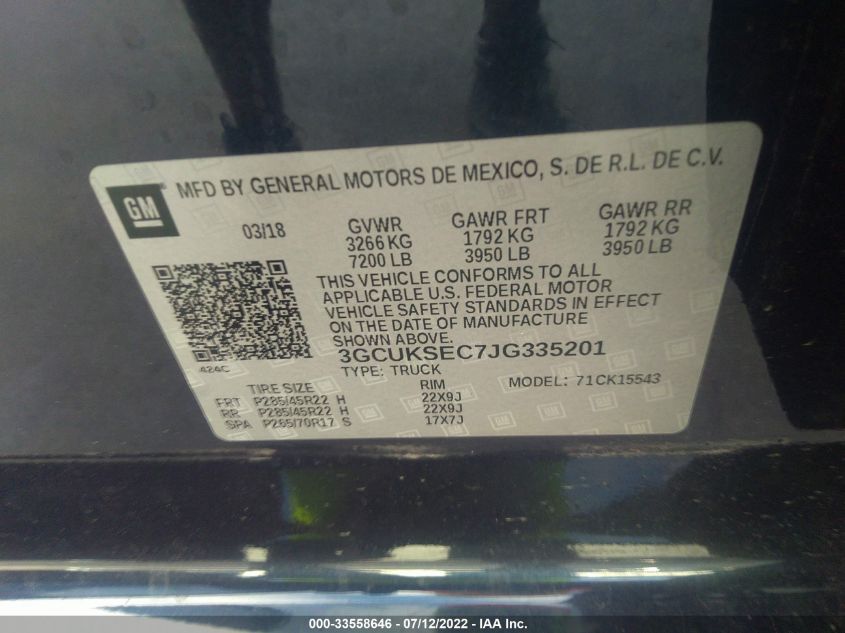 GM
MFD BY GENERAL MOTORS DE MEXICO, S. DE R.L. DE C.V.
03/18
GVWR
3266 KG
7200 LB
GAWR FRT
1792 KG
3950 LB
GAWR RR
1792 KG
3950 LB
THIS VEHICLE CONFORMS TO ALL
APPLICABLE U.S. FEDERAL MOTOR
VEHICLE SAFETY STANDARDS IN EFFECT
ON THE DATE OF MANUFACTURE
SHOWN ABOVE.
424C
3GCUKSEC7JG335201
TYPE: TRUCK
MODEL: 71CK15543
TIRE SIZE RIM
FRT P285/45R22 H 22X9J
RR P285/45R22 H 22X9J
SPA P265/70R17 S 17X7J
000-33558646 - 07/12/2022 - IAA Inc.